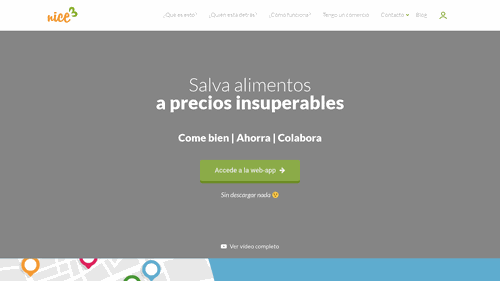 nice3
¿Qué es esto?
¿Quién está detrás?
¿Cómo funciona?
Tengo un comercio
Contacto
Blog
Salva alimentos
a precios insuperables
Come bien | Ahorra | Colabora
Accede a la web-app
Sin descargar nada
Ver vídeo completo